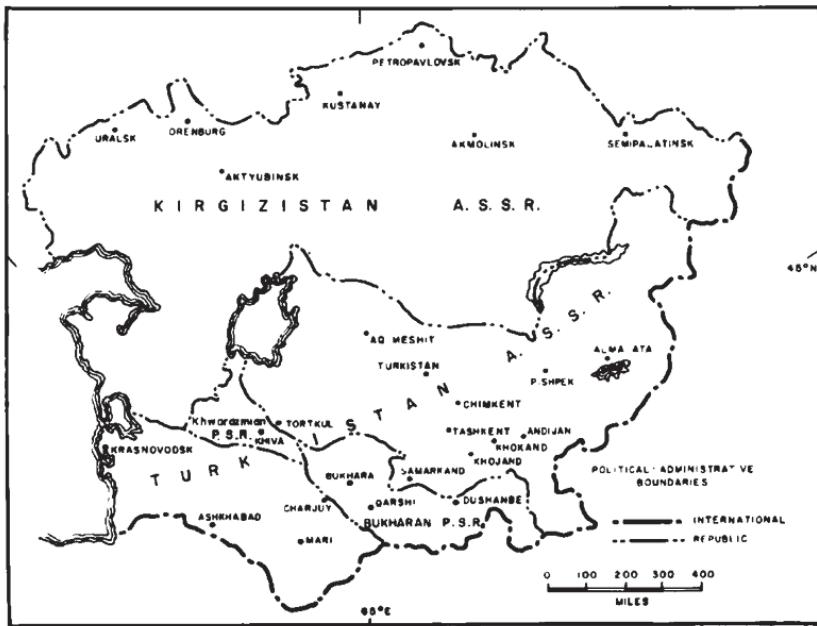 PETROPAVLOVSK
KUSTANAY
URALSK
ORENBURG
AKMOLINSK
SEMIPALATINSK
AKTYUBINSK
KIRGIZISTAN A.S.S.R.
45°N
AQ MESHIT
ALMA ATA
TURKISTAN
P.SHPEK
CHIMKENT
TURKISTAN A.S.S.R.
Khwarazmian
P.S.R.
KHIVA
TORTKUL
TASHKENT
ANDIJAN
KHOKAND
KHOJAND
KRASNOVODSK
SAMARKAND
BUKHARA
DUSHANBE
CHARJUY
QARSHI
BUKHARAN P.S.R.
ASHKHABAD
MARI
POLITICAL-ADMINISTRATIVE
BOUNDARIES
INTERNATIONAL
REPUBLIC
0 100 200 300 400
MILES
65°E